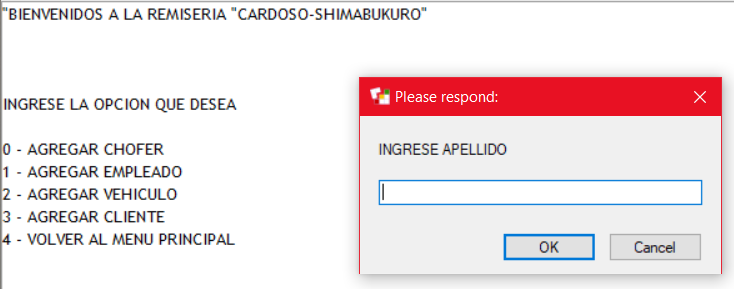 "BIENVENIDOS A LA REMISERIA "CARDOSO-SHIMABUKURO"
INGRESE LA OPCION QUE DESEA
0 - AGREGAR CHOFER
1 - AGREGAR EMPLEADO
2 - AGREGAR VEHICULO
3 - AGREGAR CLIENTE
4 - VOLVER AL MENU PRINCIPAL
Please respond:
INGRESE APELLIDO
OK
Cancel